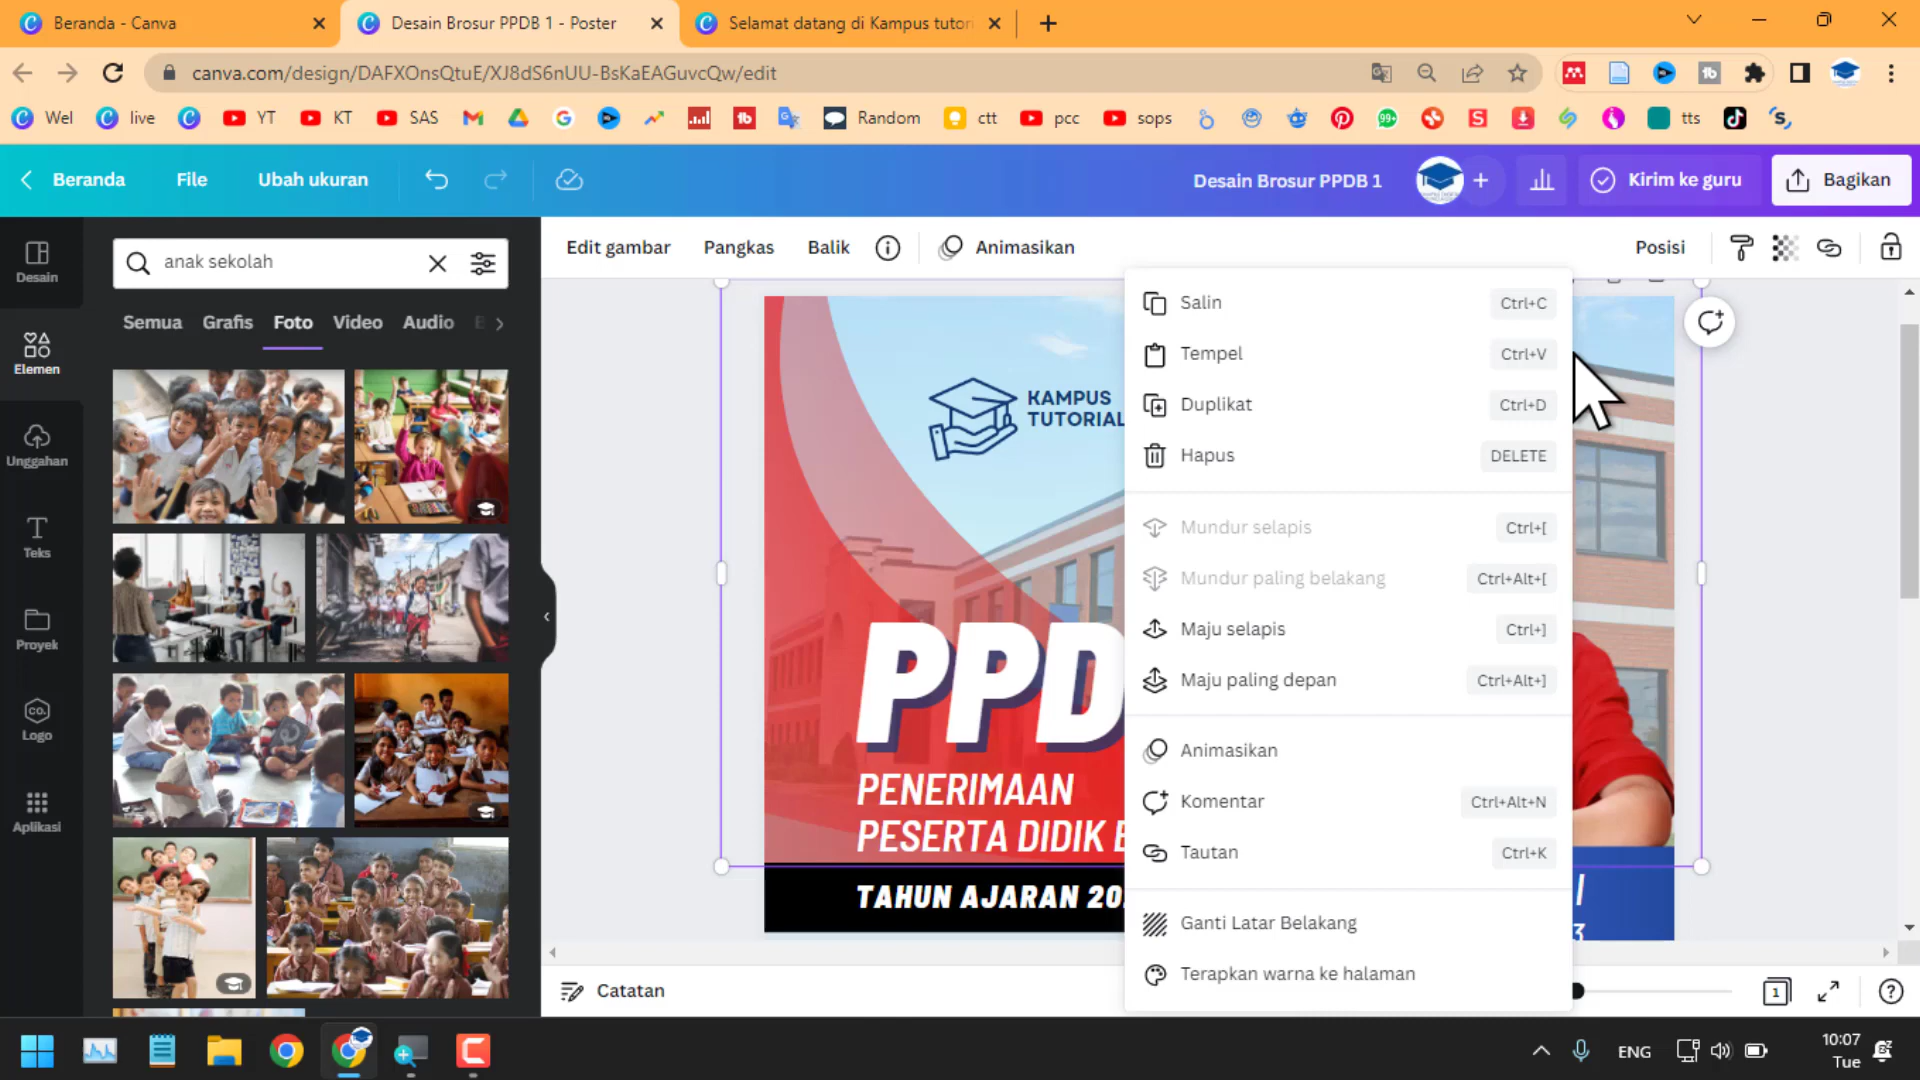 Beranda - Canva
Desain Brosur PPDB 1 - Poster
Selamat datang di Kampus tutori
canva.com/design/DAFXOnsQtuE/XJ8dS6nUU-BsKaEAGuvcQw/edit
Wel
live
YT
KT
SAS
Random
ctt
pcc
sops
99+
tts
Beranda
File
Ubah ukuran
Desain Brosur PPDB 1
Kirim ke guru
Bagikan
Desain
Elemen
Unggahan
Teks
Proyek
CO.
Logo
Aplikasi
anak sekolah
Semua
Grafis
Foto
Video
Audio
Edit gambar
Pangkas
Balik
Animasikan
Posisi
KAMPUS
TUTORIAL
PPD
PENERIMAAN
PESERTA DIDIK B
TAHUN AJARAN 20
Salin Ctrl+C
Tempel Ctrl+V
Duplikat Ctrl+D
Hapus DELETE
Mundur selapis Ctrl+[
Mundur paling belakang Ctrl+Alt+[
Maju selapis Ctrl+]
Maju paling depan Ctrl+Alt+]
Animasikan
Komentar Ctrl+Alt+N
Tautan Ctrl+K
Ganti Latar Belakang
Terapkan warna ke halaman
Catatan
1
ENG
10:07
Tue